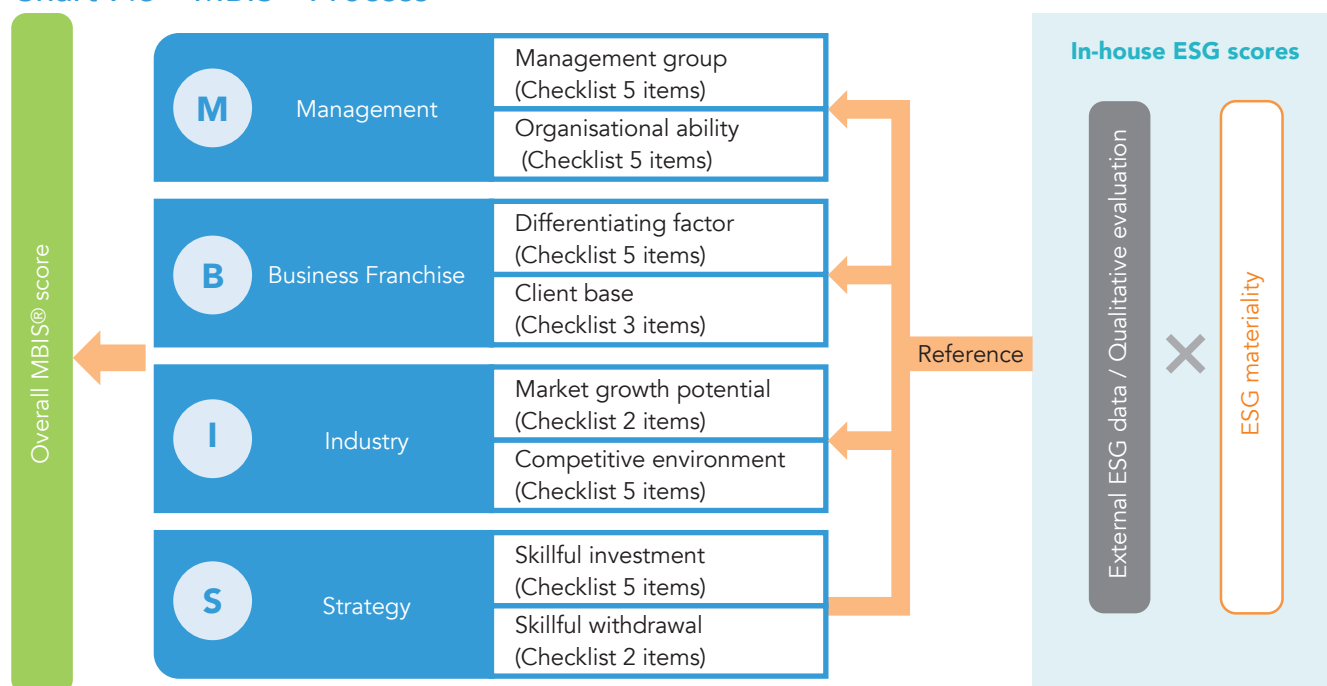 Overall MBIS® score
M
Management
Management group
(Checklist 5 items)
Organisational ability
(Checklist 5 items)
B
Business Franchise
Differentiating factor
(Checklist 5 items)
Client base
(Checklist 3 items)
I
Industry
Market growth potential
(Checklist 2 items)
Competitive environment
(Checklist 5 items)
S
Strategy
Skillful investment
(Checklist 5 items)
Skillful withdrawal
(Checklist 2 items)
Reference
In-house ESG scores
External ESG data / Qualitative evaluation
×
ESG materiality